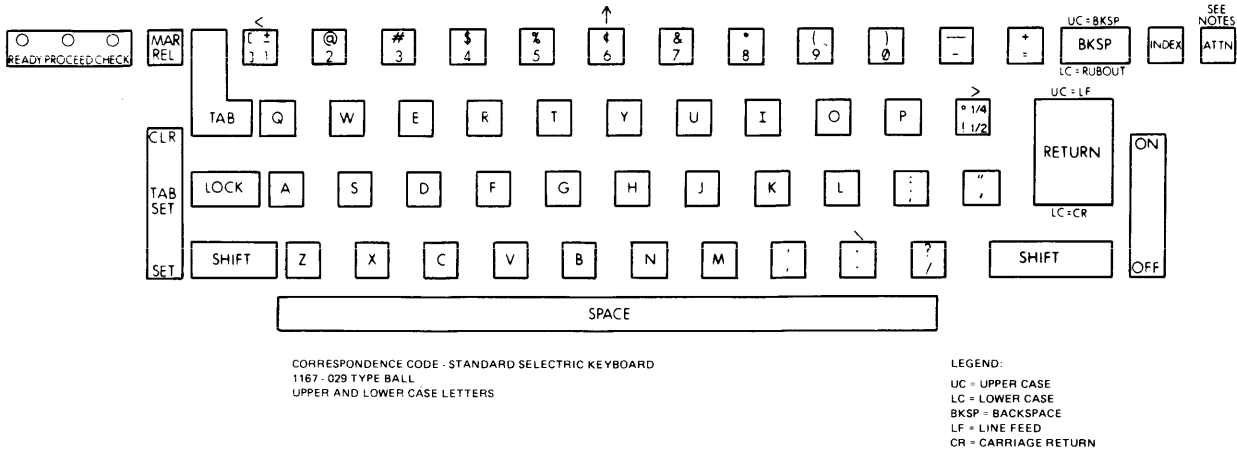 SEE
< ↑ UC = BKSP NOTES
MAR [ ± @ # $ % ¢ & * ( ) — + BKSP INDEX ATTN
REL ] 1 2 3 4 5 6 7 8 9 0 - =
READY PROCEED CHECK
LC = RUBOUT
> UC = LF
TAB Q W E R T Y U I O P ° 1/4
! 1/2
RETURN
ON
CLR
TAB
SET
LOCK A S D F G H J K L : ; " '
LC = CR
SET
SHIFT Z X C V B N M , , \ . . ? / SHIFT
OFF
SPACE
CORRESPONDENCE CODE - STANDARD SELECTRIC KEYBOARD
1167 - 029 TYPE BALL
UPPER AND LOWER CASE LETTERS
LEGEND:
UC = UPPER CASE
LC = LOWER CASE
BKSP = BACKSPACE
LF = LINE FEED
CR = CARRIAGE RETURN